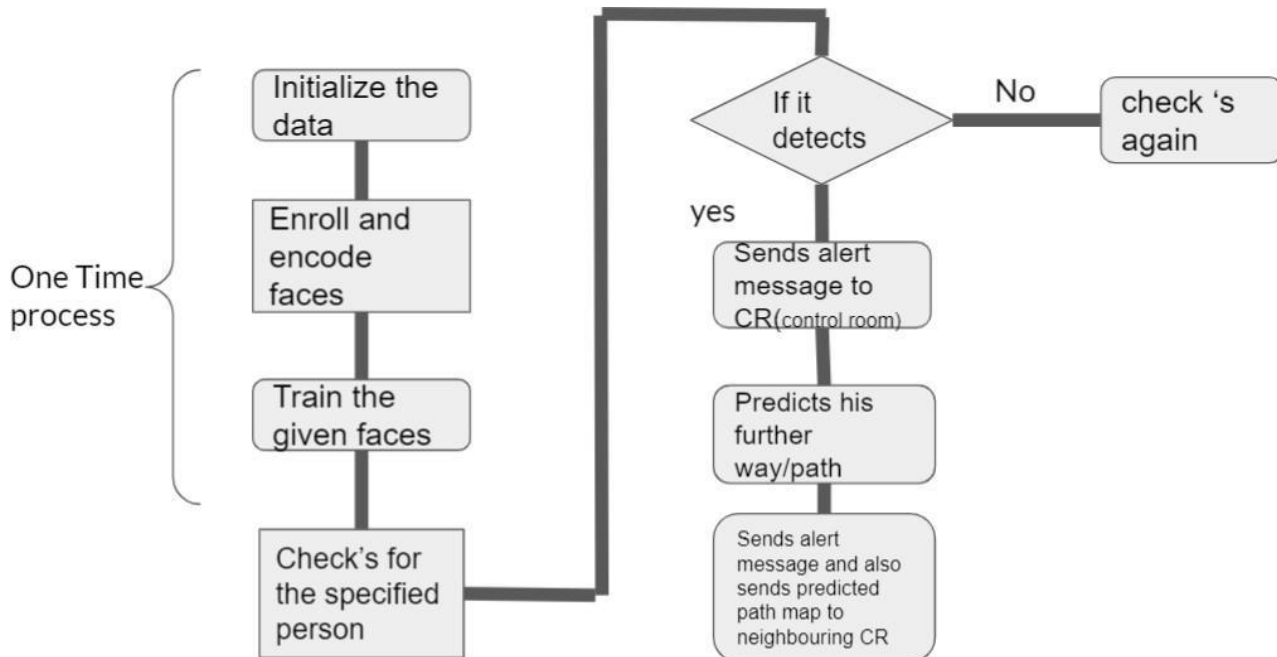 One Time
process
Initialize the
data
Enroll and
encode
faces
Train the
given faces
Check's for
the specified
person
If it
detects
No
check 's
again
yes
Sends alert
message to
CR(control room)
Predicts his
further
way/path
Sends alert
message and also
sends predicted
path map to
neighbouring CR